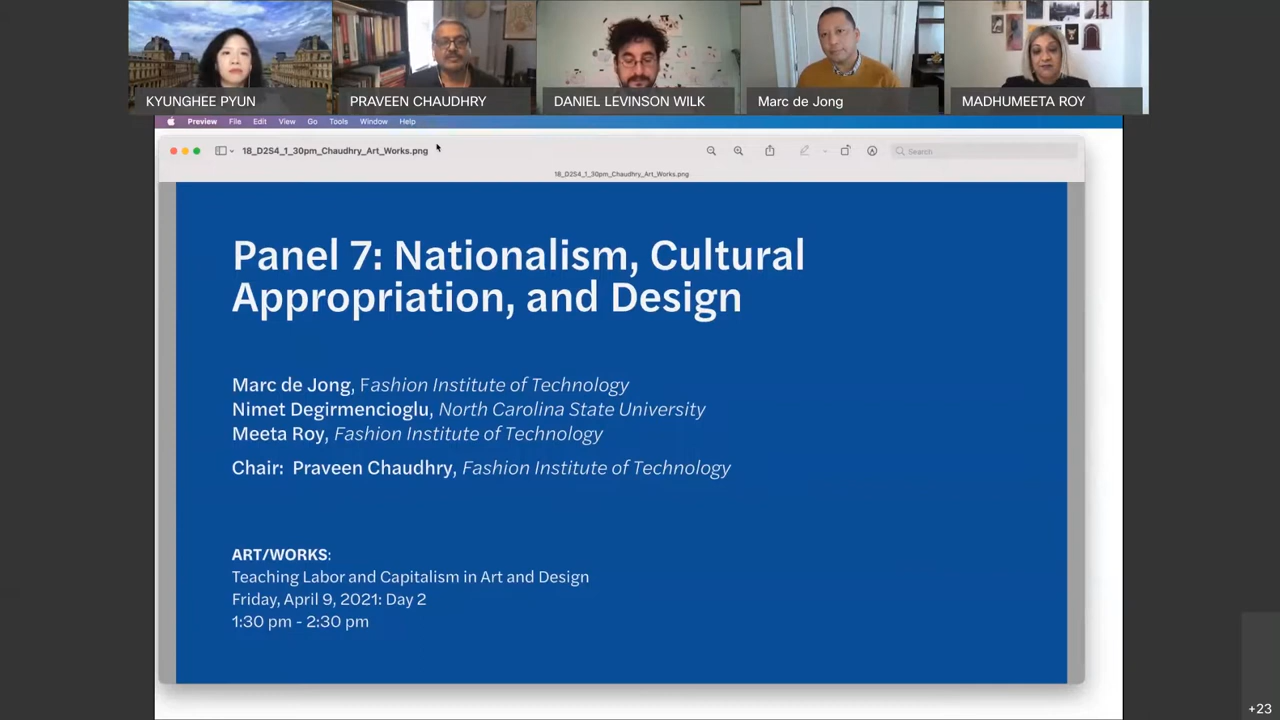 KYUNGHEE PYUN
PRAVEEN CHAUDHRY
DANIEL LEVINSON WILK
Marc de Jong
MADHUMEETA ROY
Preview File Edit View Go Tools Window Help
18_D2S4_1_30pm_Chaudhry_Art_Works.png
Search
18_D2S4_1_30pm_Chaudhry_Art_Works.png
Panel 7: Nationalism, Cultural
Appropriation, and Design
Marc de Jong, Fashion Institute of Technology
Nimet Degirmencioglu, North Carolina State University
Meeta Roy, Fashion Institute of Technology
Chair: Praveen Chaudhry, Fashion Institute of Technology
ART/WORKS:
Teaching Labor and Capitalism in Art and Design
Friday, April 9, 2021: Day 2
1:30 pm - 2:30 pm
+23